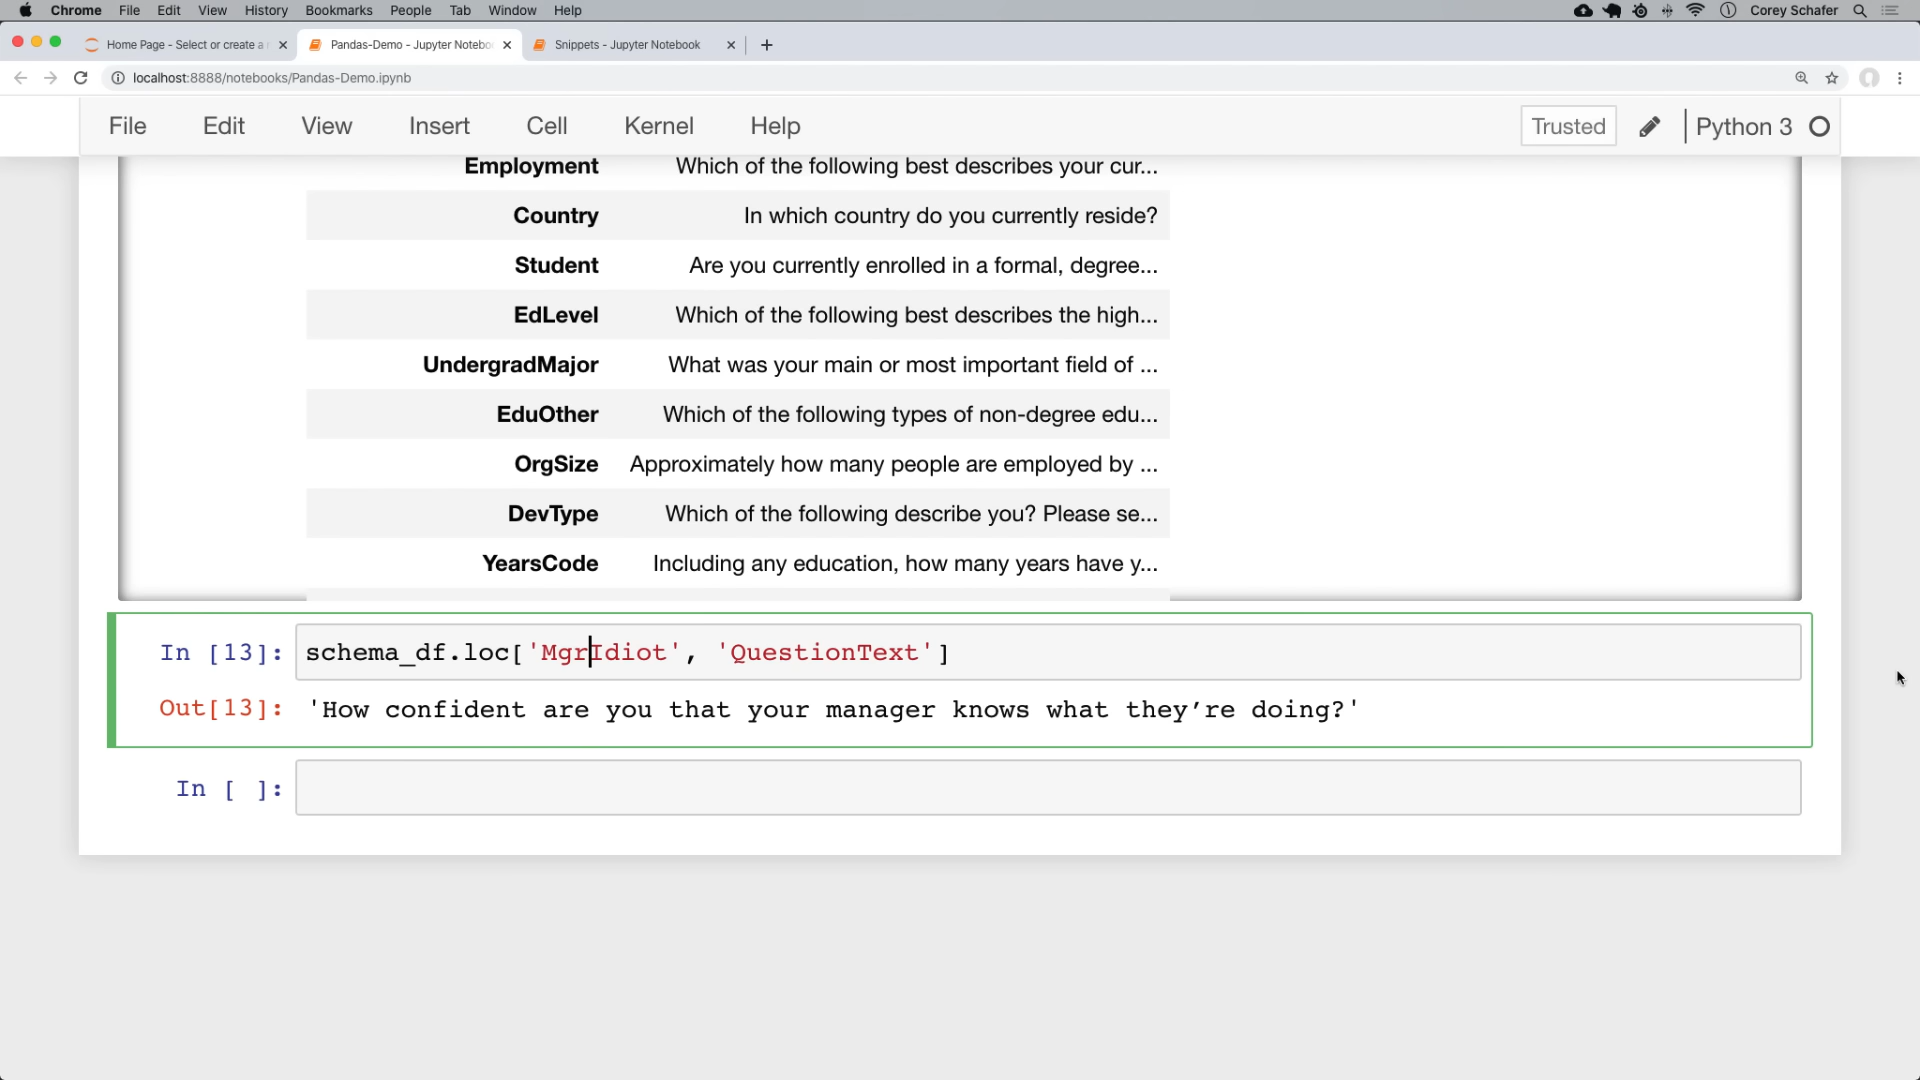 Chrome File Edit View History Bookmarks People Tab Window Help Corey Schafer
Home Page - Select or create a Pandas-Demo - Jupyter Notebo Snippets - Jupyter Notebook
localhost:8888/notebooks/Pandas-Demo.ipynb
File Edit View Insert Cell Kernel Help Trusted Python 3
Employment Which of the following best describes your cur...
Country In which country do you currently reside?
Student Are you currently enrolled in a formal, degree...
EdLevel Which of the following best describes the high...
UndergradMajor What was your main or most important field of ...
EduOther Which of the following types of non-degree edu...
OrgSize Approximately how many people are employed by ...
DevType Which of the following describe you? Please se...
YearsCode Including any education, how many years have y...
In [13]: schema_df.loc['MgrIdiot', 'QuestionText']
Out[13]: 'How confident are you that your manager knows what they’re doing?'
In [ ]: